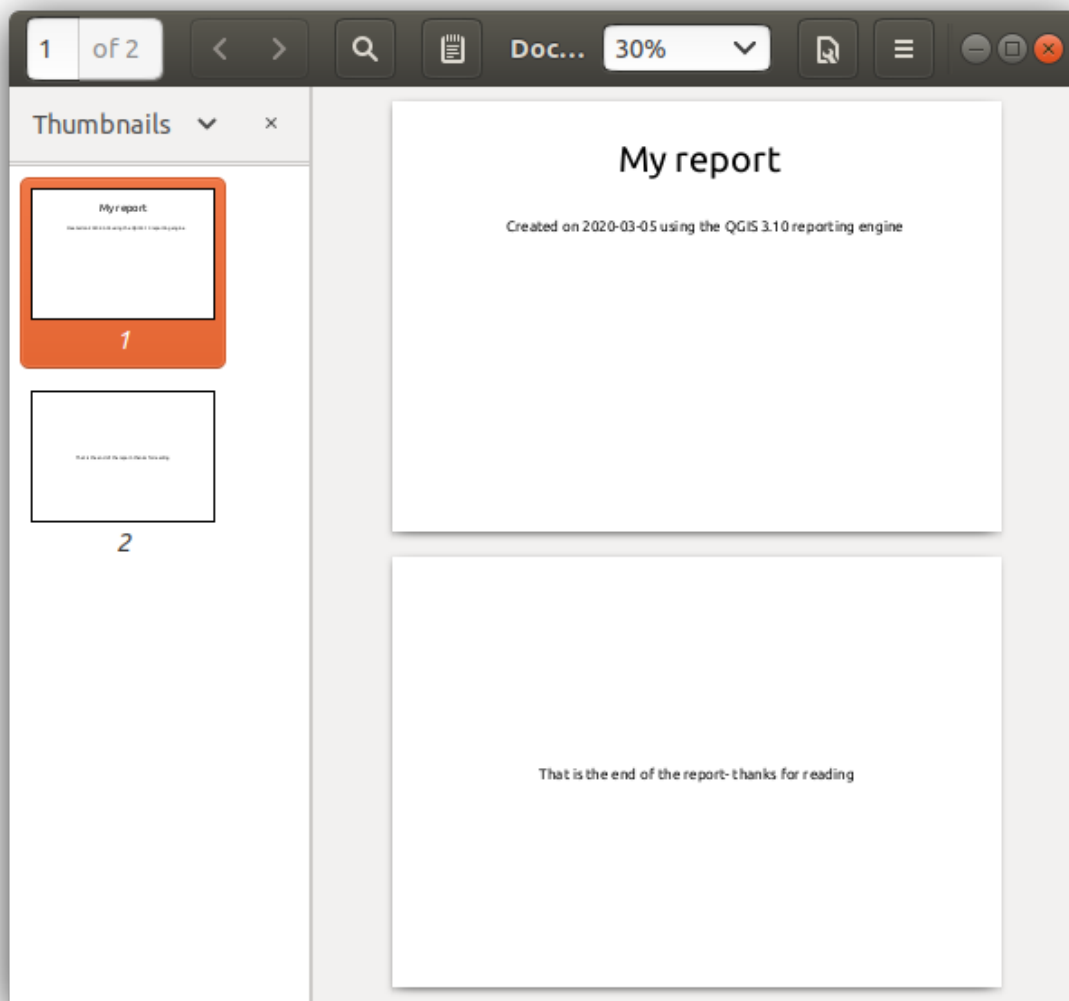 1 of 2 Doc... 30%
Thumbnails
My report
1
2
My report
Created on 2020-03-05 using the QGIS 3.10 reporting engine
That is the end of the report- thanks for reading